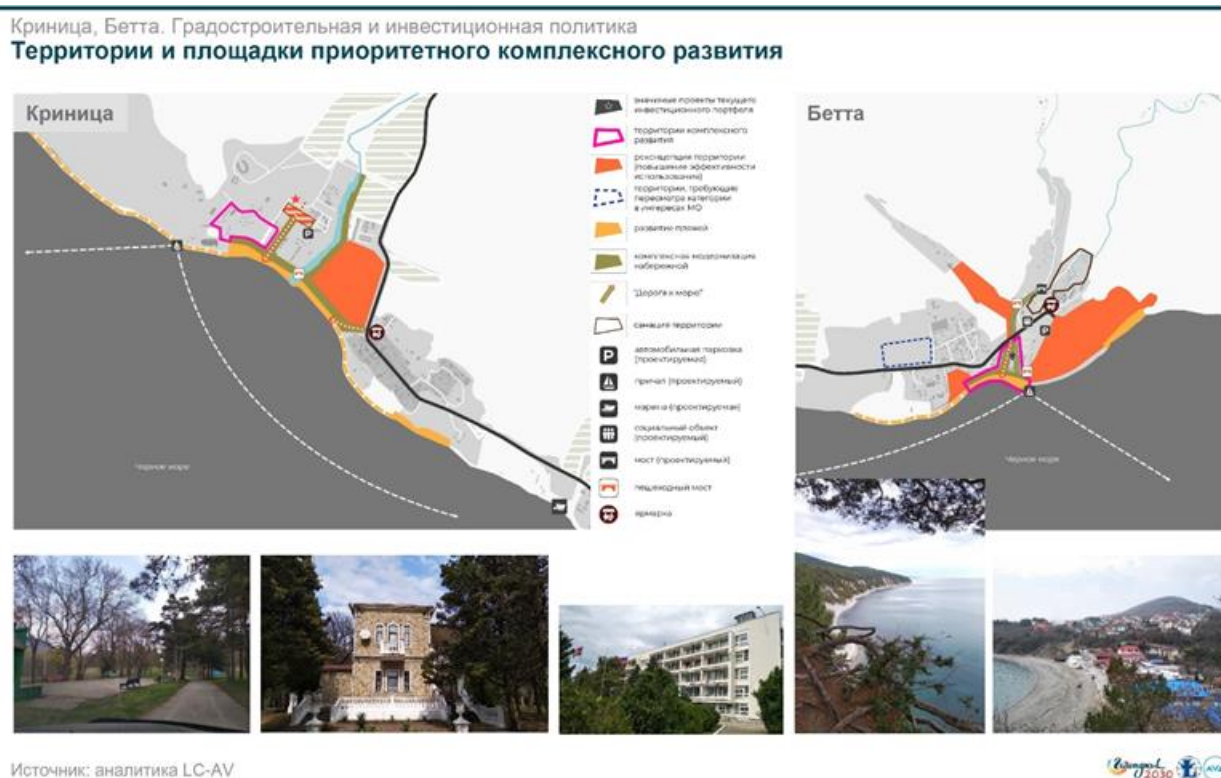 Криница, Бетта. Градостроительная и инвестиционная политика
Территории и площадки приоритетного комплексного развития
Криница
Черное море
значимые проекты текущего
инвестиционного портфеля
территории комплексного
развития
реконцепция территории
(повышение эффективности
использования)
территории, требующие
пересмотра категории
в интересах МО
развитие пляжей
комплексная модернизация
набережной
"Дорога к морю"
санация территории
P
автомобильная парковка
(проектируемая)
причал (проектируемый)
марина (проектируемая)
социальный объект
(проектируемый)
мост (проектируемый)
пешеходный мост
ярмарка
Бетта
Черное море
Источник: аналитика LC-AV
2030